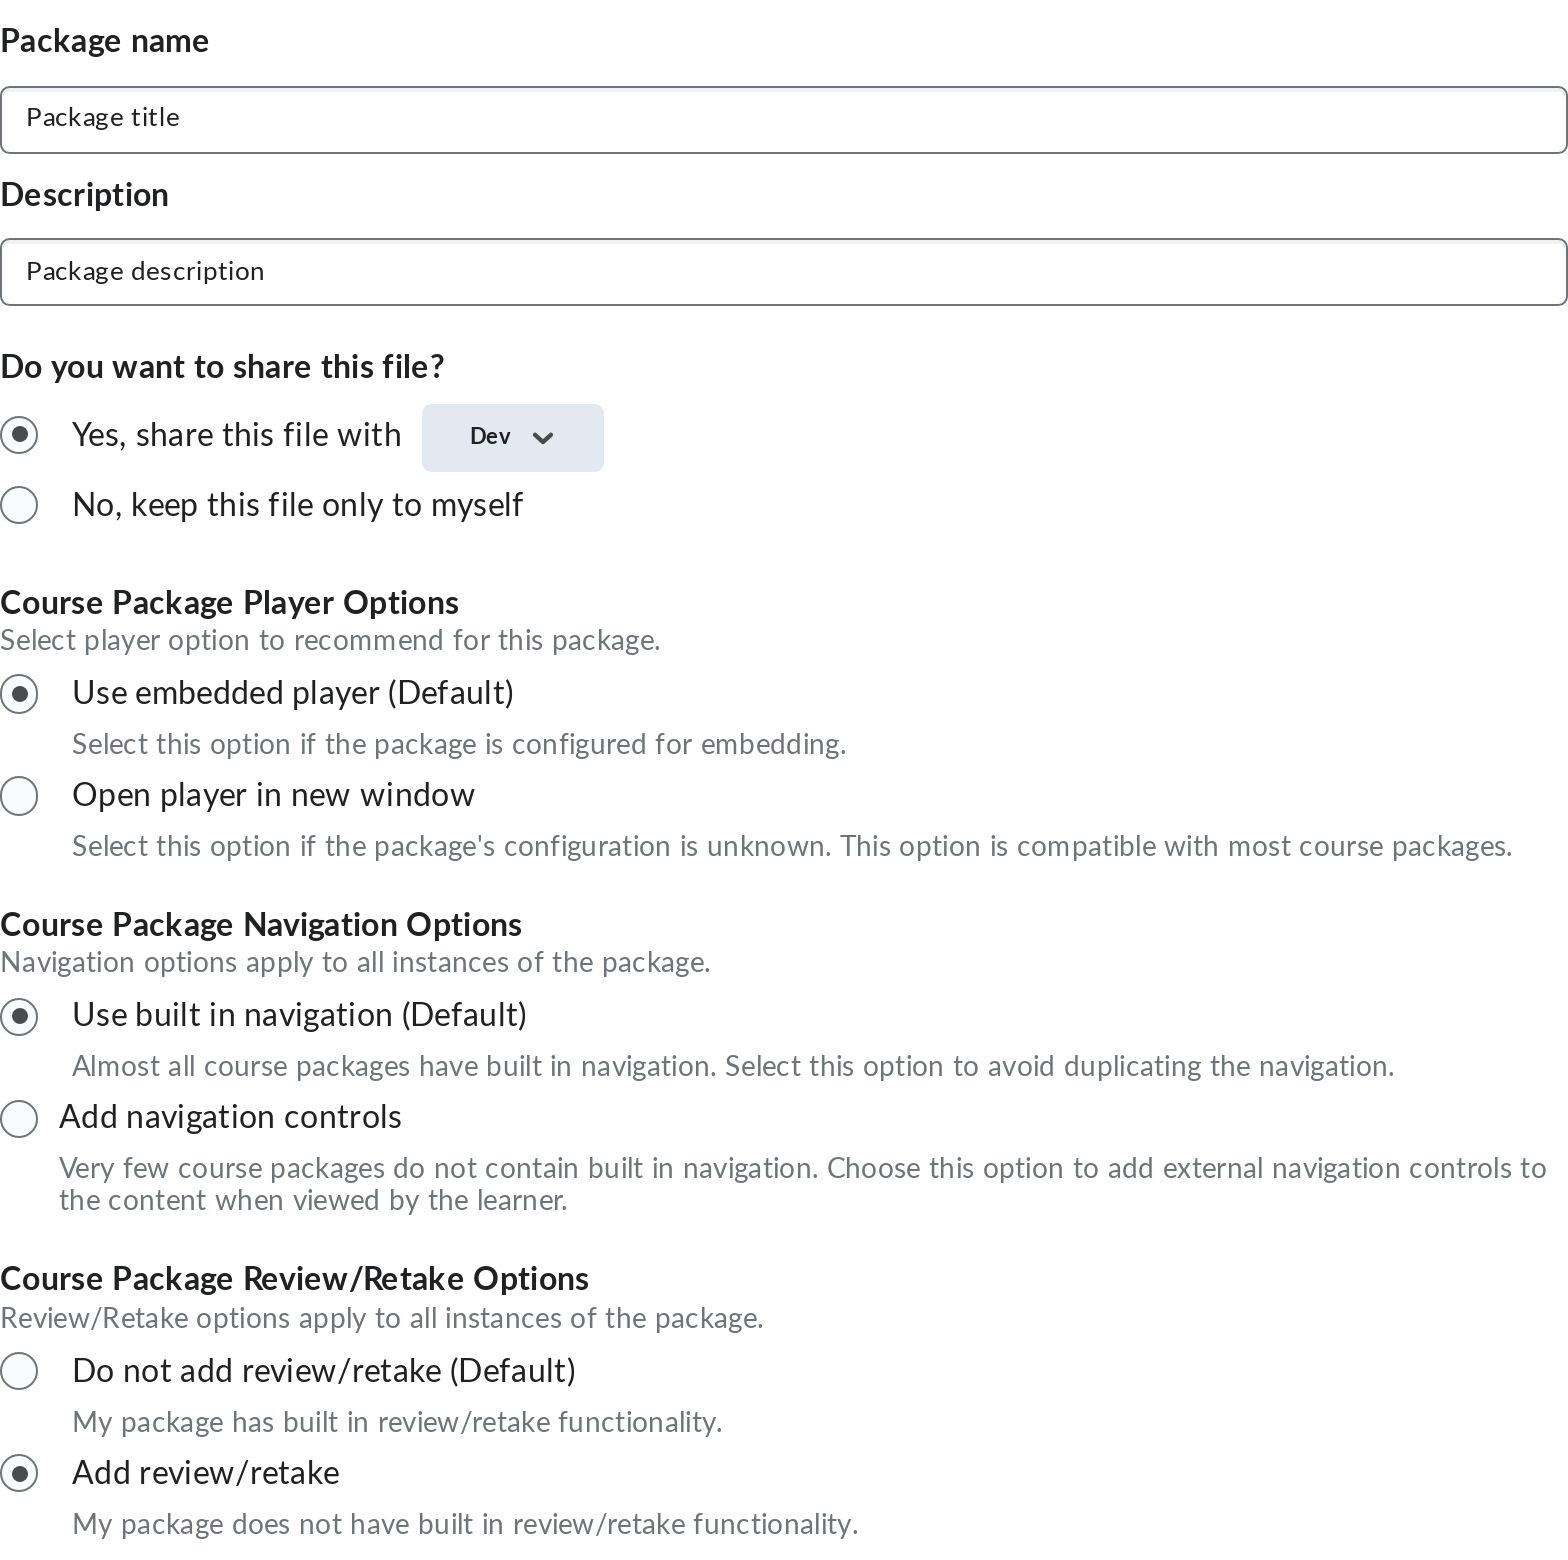 Package name
Package title
Description
Package description
Do you want to share this file?
Yes, share this file with Dev
No, keep this file only to myself
Course Package Player Options
Select player option to recommend for this package.
Use embedded player (Default)
Select this option if the package is configured for embedding.
Open player in new window
Select this option if the package's configuration is unknown. This option is compatible with most course packages.
Course Package Navigation Options
Navigation options apply to all instances of the package.
Use built in navigation (Default)
Almost all course packages have built in navigation. Select this option to avoid duplicating the navigation.
Add navigation controls
Very few course packages do not contain built in navigation. Choose this option to add external navigation controls to
the content when viewed by the learner.
Course Package Review/Retake Options
Review/Retake options apply to all instances of the package.
Do not add review/retake (Default)
My package has built in review/retake functionality.
Add review/retake
My package does not have built in review/retake functionality.